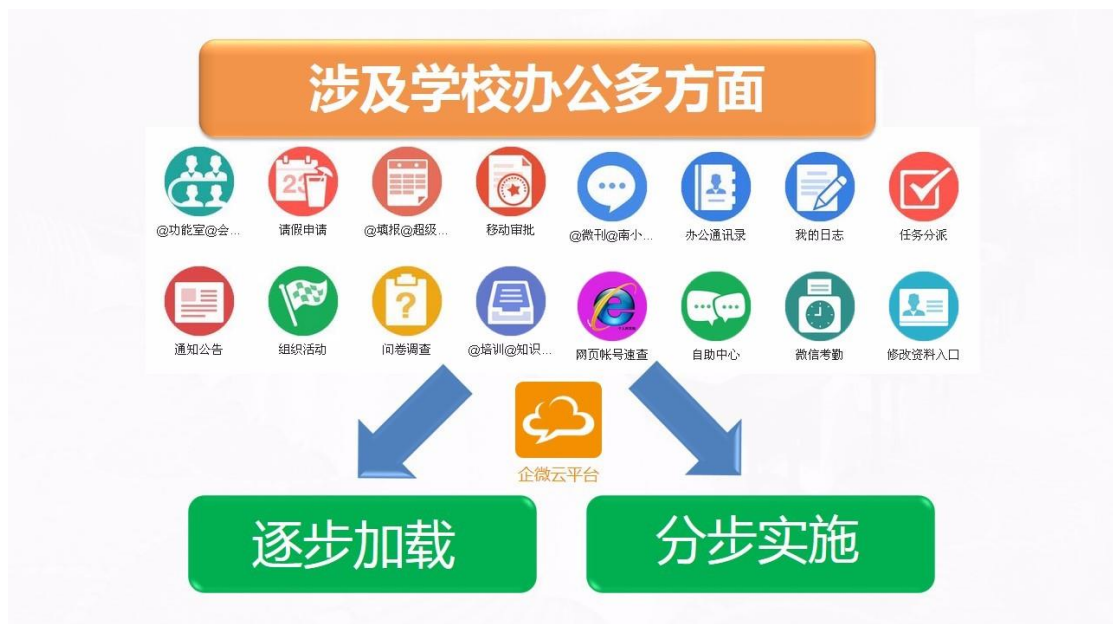 涉及学校办公多方面
@功能室@会...
请假申请
@填报@超级...
移动审批
@微刊@南小...
办公通讯录
我的日志
任务分派
23
通知公告
组织活动
问卷调查
@培训@知识...
网页帐号速查
自助中心
微信考勤
修改资料入口
?
企微云平台
逐步加载
分步实施